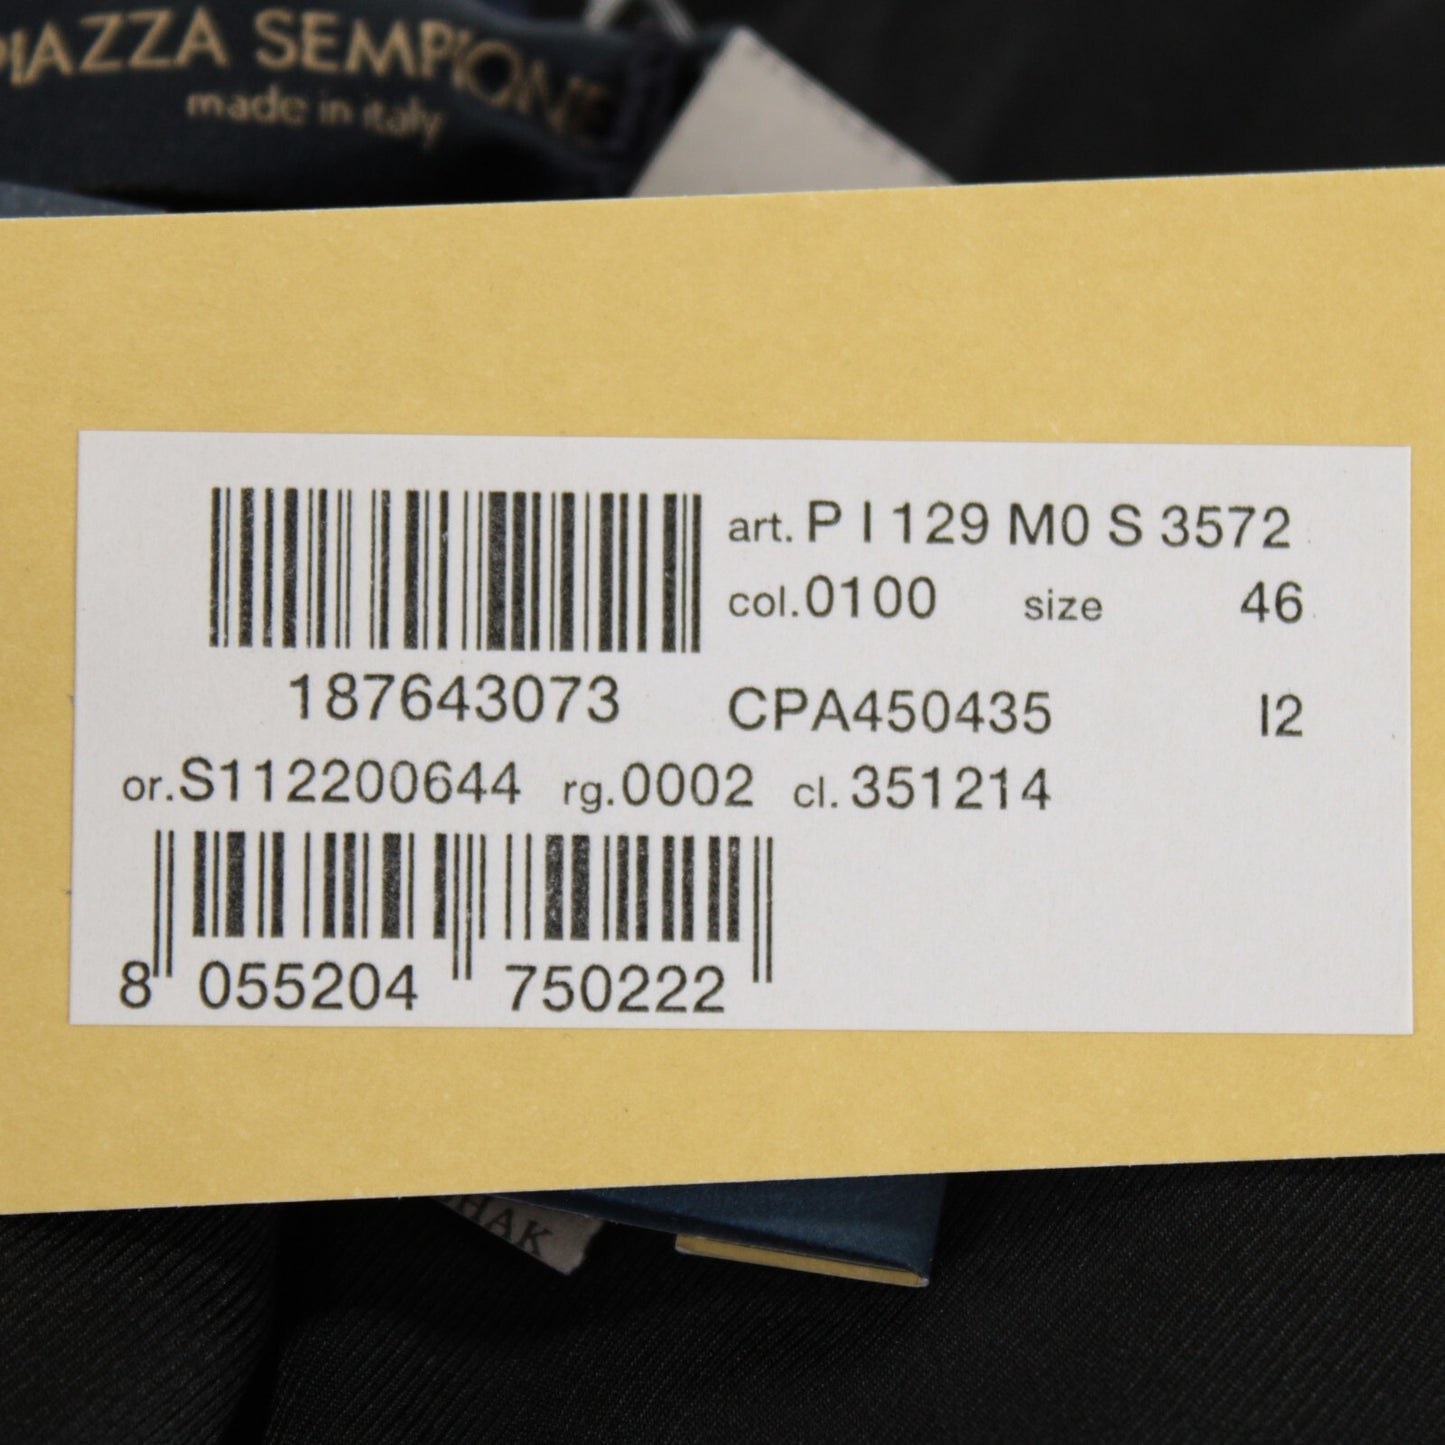 PIAZZA SEMPIONE
made in italy
art. P I 129 M0 S 3572
col.0100 size 46
187643073 CPA450435 I2
or.S112200644 rg.0002 cl.351214
8 055204 750222